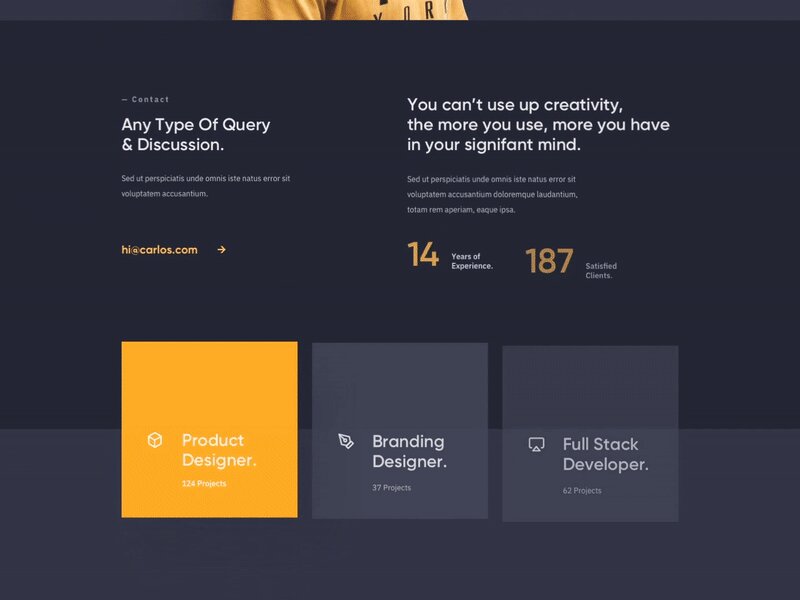 YOR
— Contact
Any Type Of Query
& Discussion.
Sed ut perspiciatis unde omnis iste natus error sit
voluptatem accusantium.
hi@carlos.com
You can’t use up creativity,
the more you use, more you have
in your signifant mind.
Sed ut perspiciatis unde omnis iste natus error sit
voluptatem accusantium doloremque laudantium,
totam rem aperiam, eaque ipsa.
14
Years of
Experience.
187
Satisfied
Clients.
Product
Designer.
124 Projects
Branding
Designer.
37 Projects
Full Stack
Developer.
62 Projects